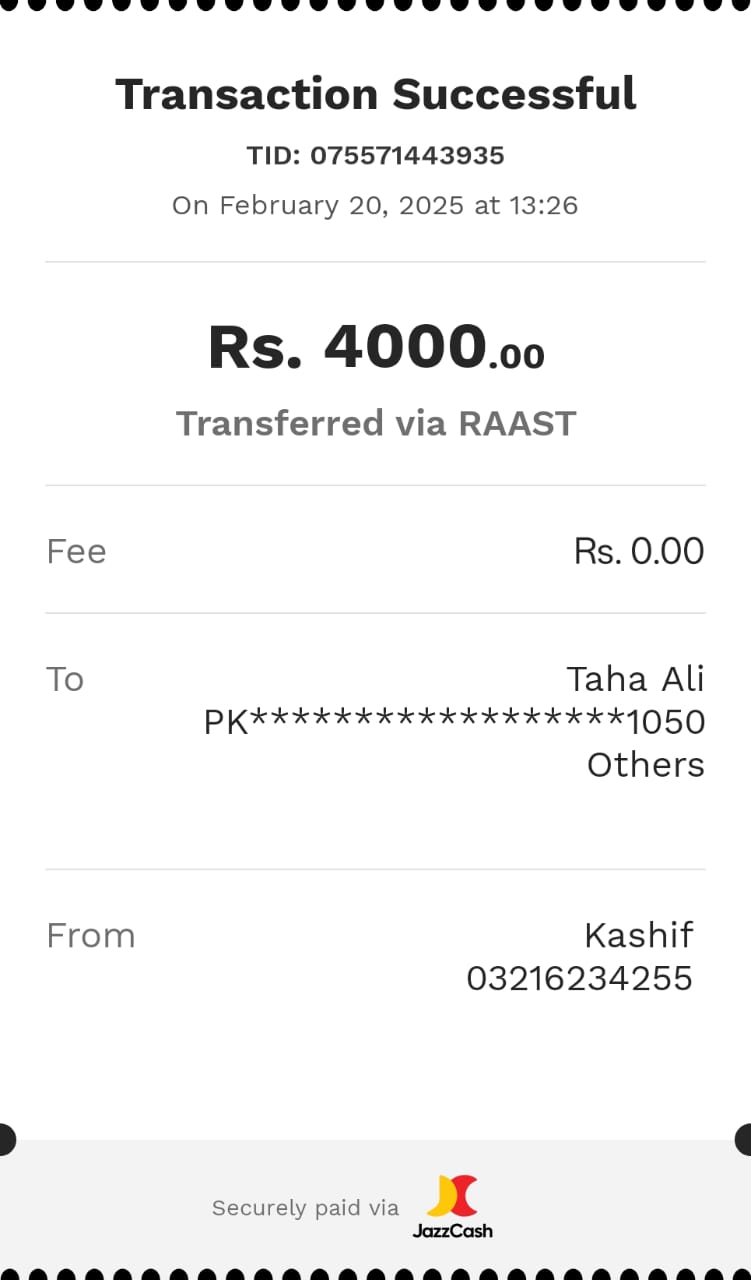 Transaction Successful
TID: 075571443935
On February 20, 2025 at 13:26
Rs. 4000.00
Transferred via RAAST
Fee Rs. 0.00
To Taha Ali
PK******************1050
Others
From Kashif
03216234255
Securely paid via JazzCash